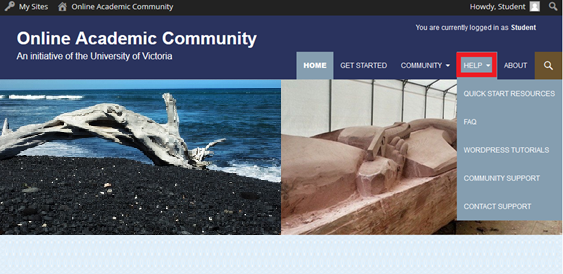 My Sites Online Academic Community Howdy, Student
You are currently logged in as Student
Online Academic Community
An initiative of the University of Victoria
HOME GET STARTED COMMUNITY HELP ABOUT
QUICK START RESOURCES
FAQ
WORDPRESS TUTORIALS
COMMUNITY SUPPORT
CONTACT SUPPORT